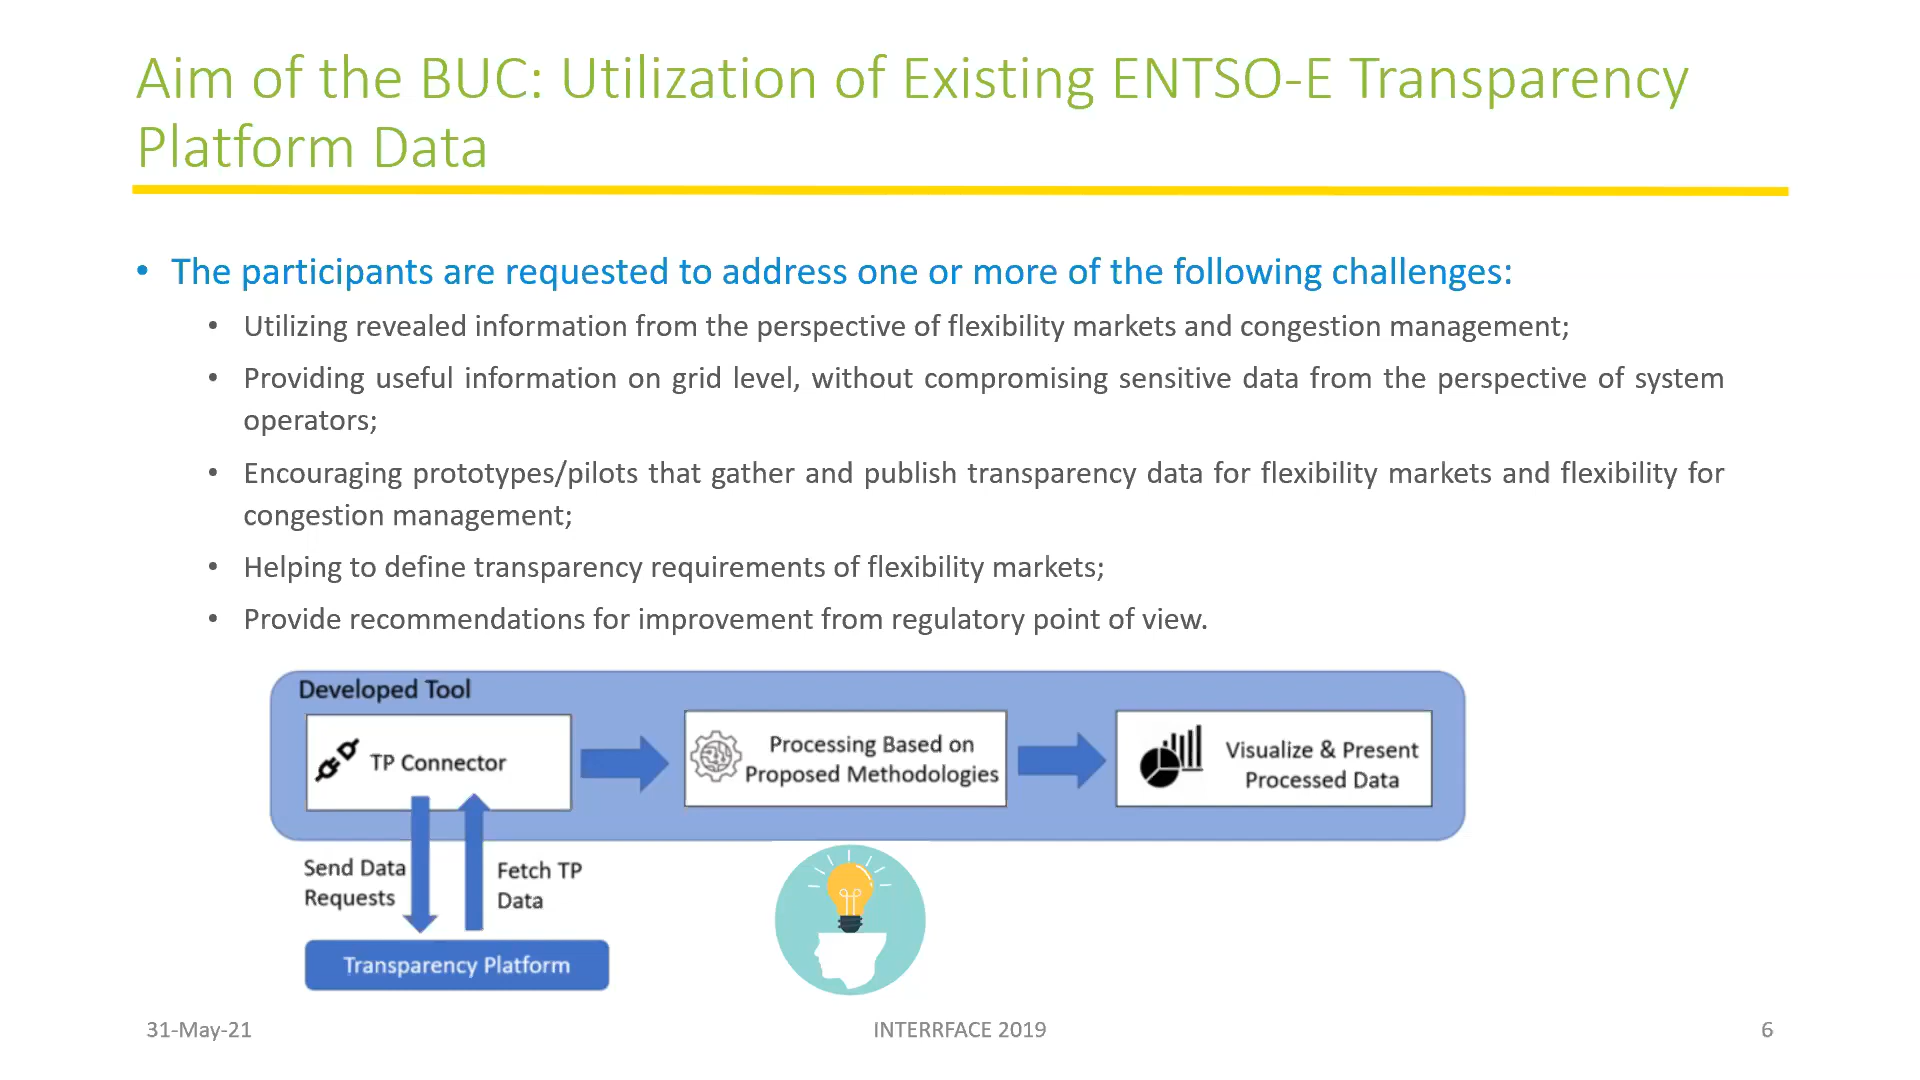 Aim of the BUC: Utilization of Existing ENTSO-E Transparency
Platform Data
• The participants are requested to address one or more of the following challenges:
• Utilizing revealed information from the perspective of flexibility markets and congestion management;
• Providing useful information on grid level, without compromising sensitive data from the perspective of system
operators;
• Encouraging prototypes/pilots that gather and publish transparency data for flexibility markets and flexibility for
congestion management;
• Helping to define transparency requirements of flexibility markets;
• Provide recommendations for improvement from regulatory point of view.
Developed Tool
TP Connector
Processing Based on
Proposed Methodologies
Visualize & Present
Processed Data
Send Data
Requests
Fetch TP
Data
Transparency Platform
31-May-21
INTERRFACE 2019
6